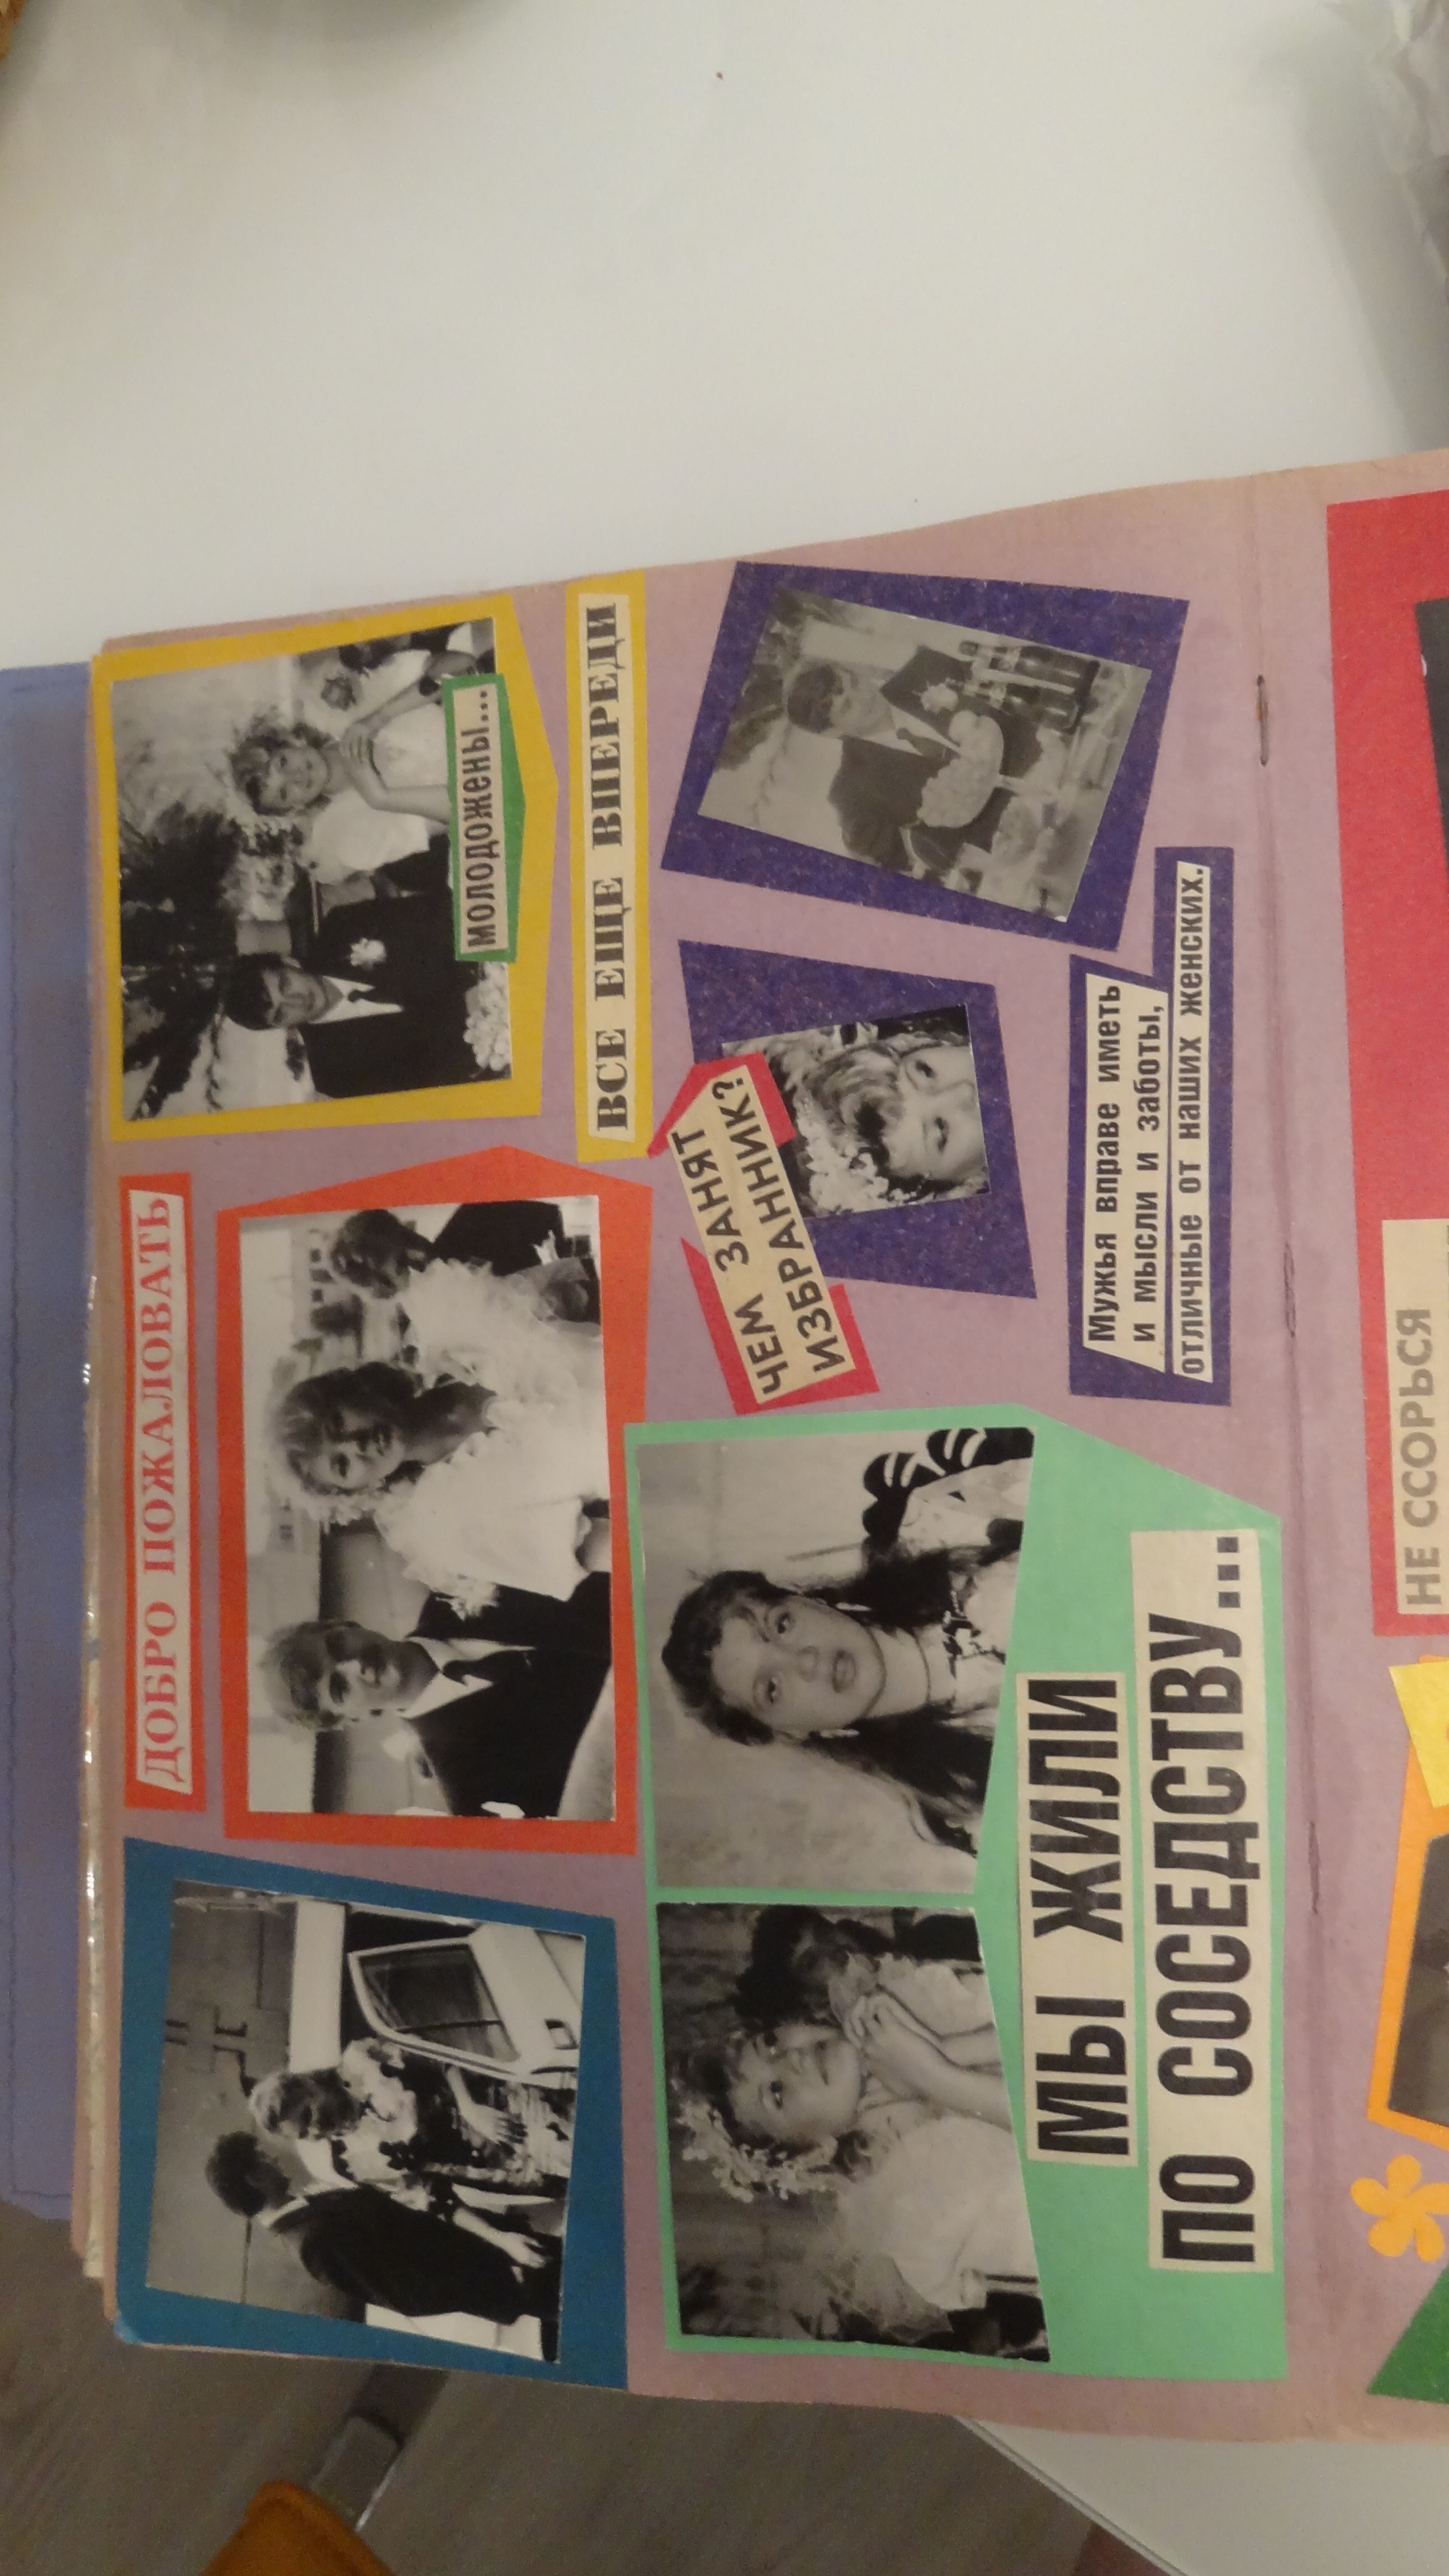 ДОБРО ПОЖАЛОВАТЬ
МОЛОДОЖЕНЫ...
ВСЕ ЕЩЕ ВПЕРЕДИ
ЧЕМ ЗАНЯТ
ИЗБРАННИК?
МЫ ЖИЛИ
ПО СОСЕДСТВУ...
Мужья вправе иметь
и мысли и заботы,
отличные от наших женских.
НЕ ССОРЬСЯ